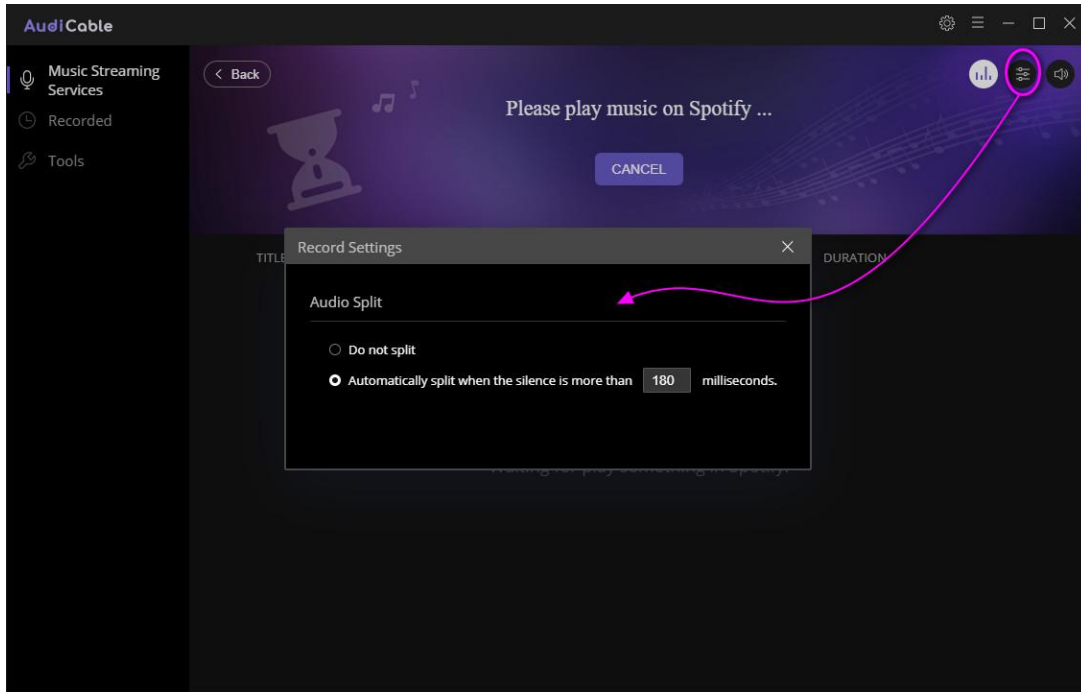 AudiCable
Music Streaming
Services
Recorded
Tools
Back
Please play music on Spotify ...
CANCEL
TITLE
DURATION
Record Settings
Audio Split
Do not split
Automatically split when the silence is more than 180 milliseconds.